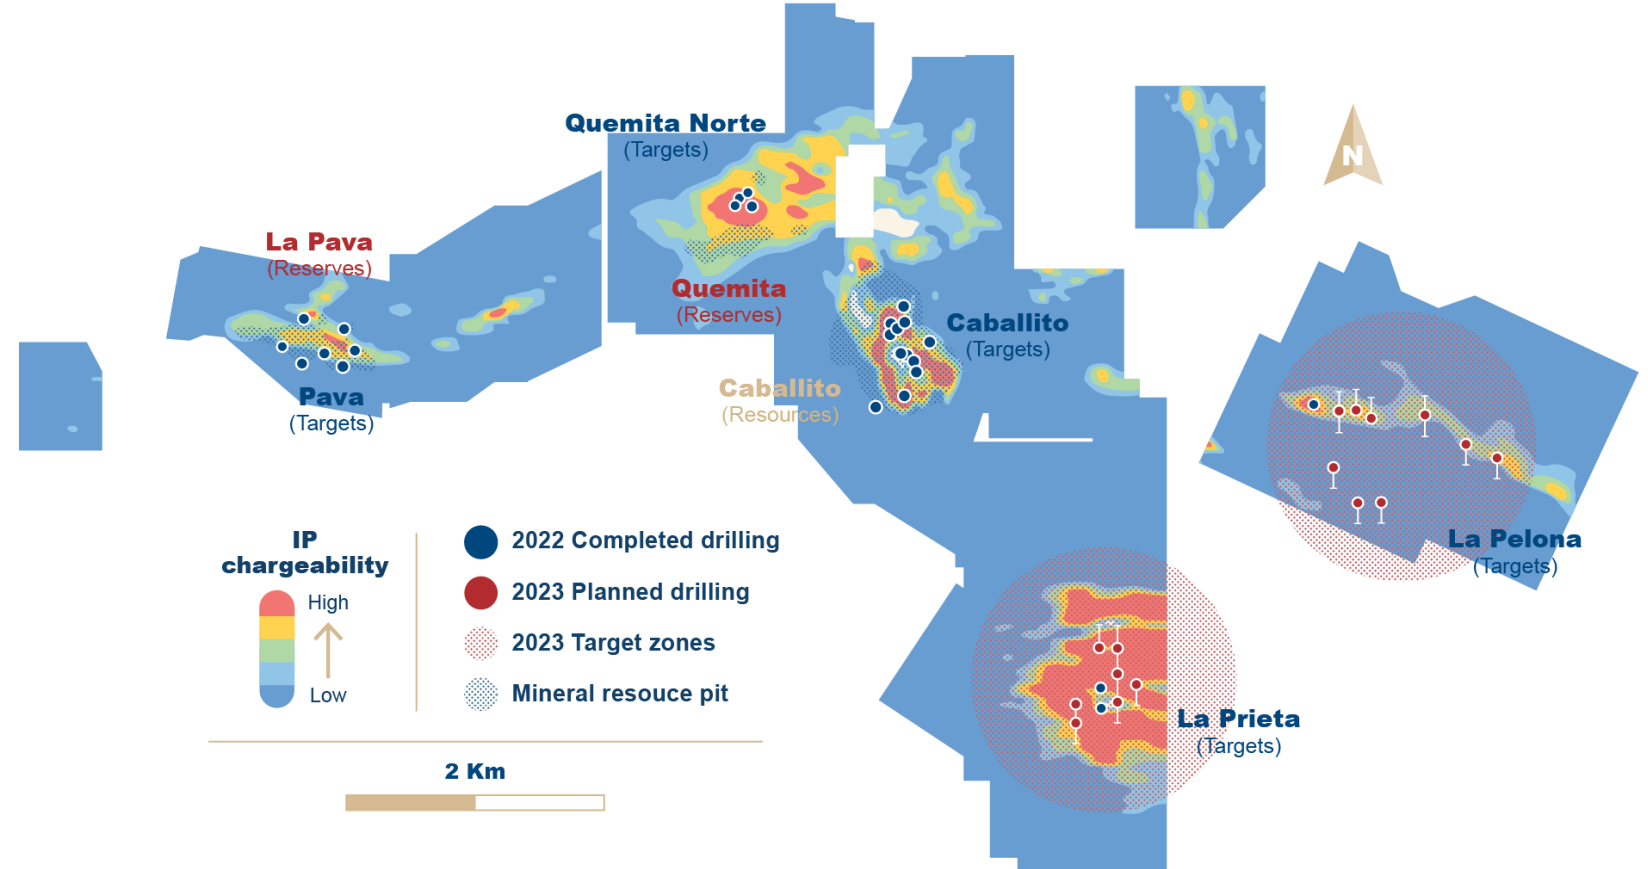 Quemita Norte
(Targets)
N
La Pava
(Reserves)
Quemita
(Reserves)
Caballito
(Targets)
Pava
(Targets)
Caballito
(Resources)
La Pelona
(Targets)
IP
chargeability
High
Low
2022 Completed drilling
2023 Planned drilling
2023 Target zones
Mineral resouce pit
La Prieta
(Targets)
2 Km